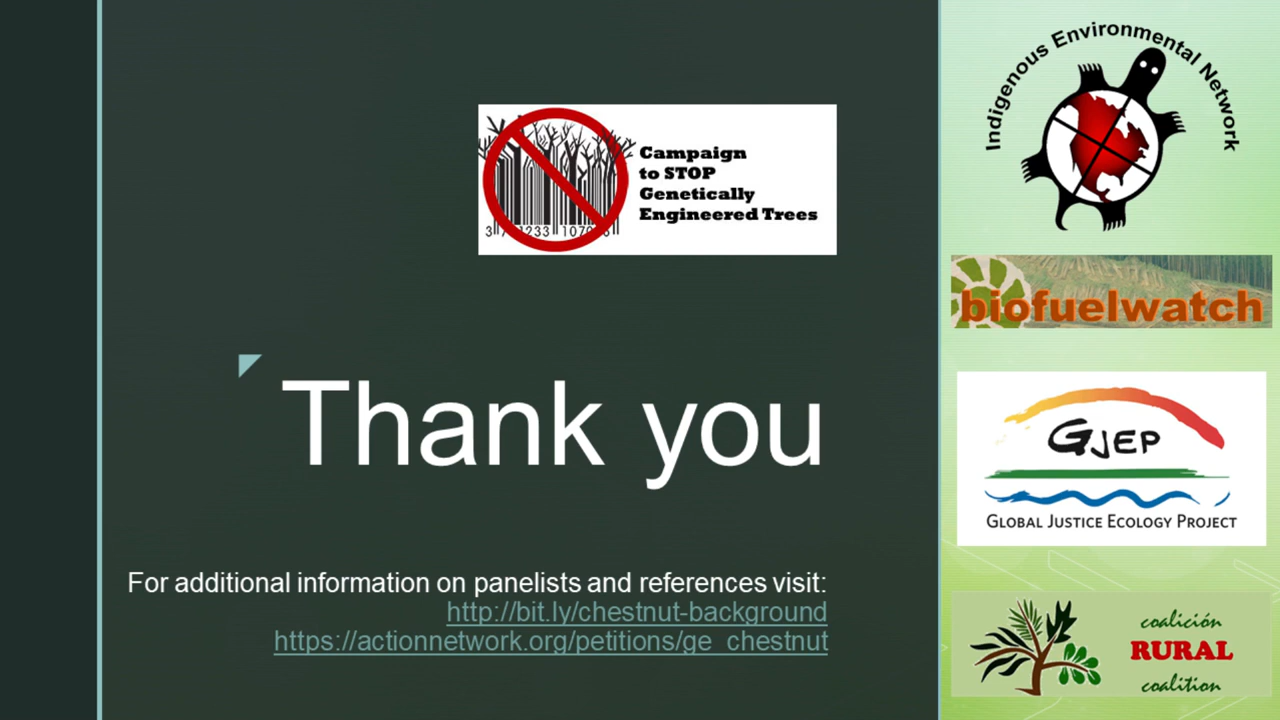 Campaign
to STOP
Genetically
Engineered Trees
Thank you
For additional information on panelists and references visit:
http://bit.ly/chestnut-background
https://actionnetwork.org/petitions/ge_chestnut
Indigenous Environmental Network
biofuelwatch
GJEP
GLOBAL JUSTICE ECOLOGY PROJECT
coalición
RURAL
coalition